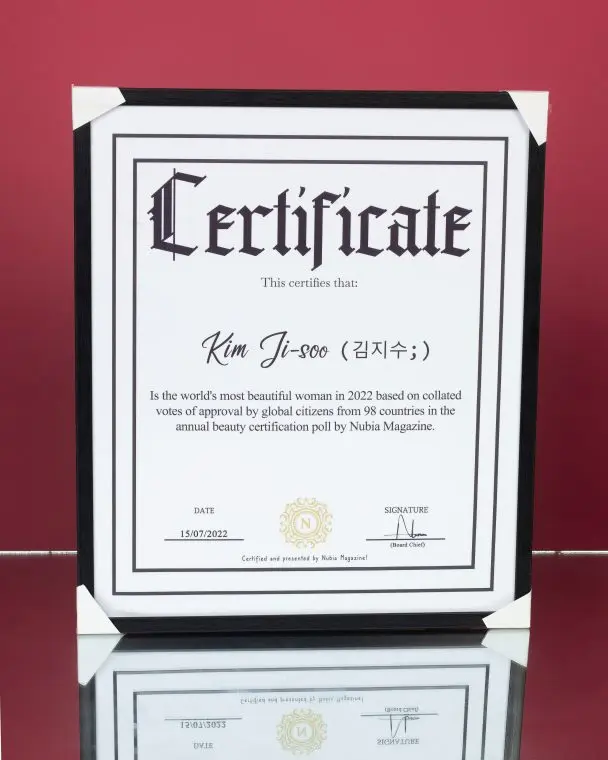 Certificate
This certifies that:
Kim Ji-soo (김지수;)
Is the world's most beautiful woman in 2022 based on collated
votes of approval by global citizens from 98 countries in the
annual beauty certification poll by Nubia Magazine.
DATE
15/07/2022
N
SIGNATURE
(Board Chief)
Certified and presented by Nubia Magazine!